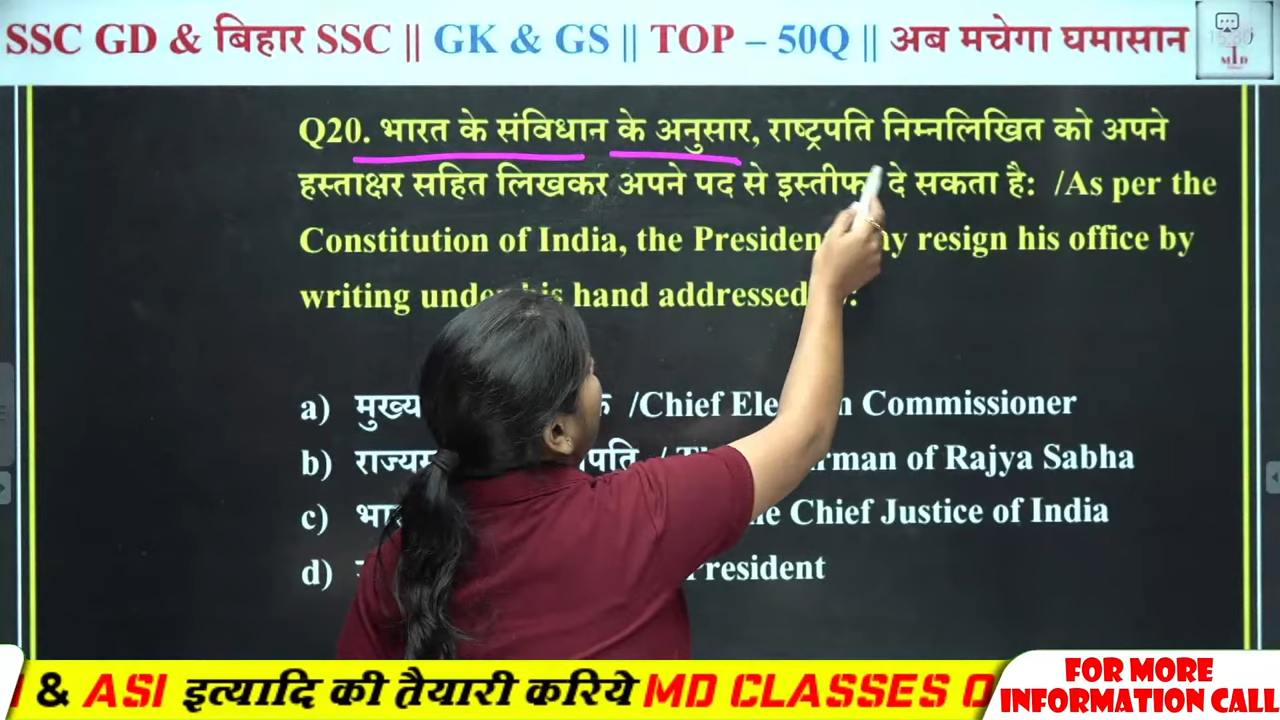 SSC GD & बिहार SSC || GK & GS || TOP – 50Q || अब मचेगा घमासान
Q20. भारत के संविधान के अनुसार, राष्ट्रपति निम्नलिखित को अपने
हस्ताक्षर सहित लिखकर अपने पद से इस्तीफा दे सकता है: /As per the
Constitution of India, the President resign his office by
writing under his hand addressed
a) मुख्य /Chief Election Commissioner
b) of Rajya Sabha
c) Chief Justice of India
d) President
& ASI इत्यादि की तैयारी करिये MD CLASSES
FOR MORE
INFORMATION CALL